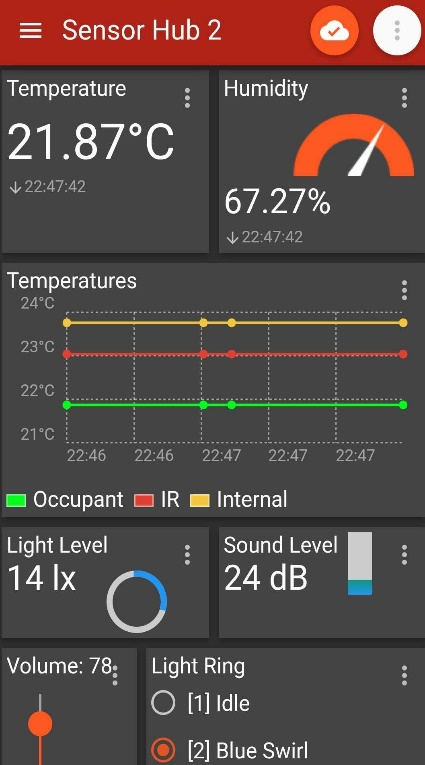 Sensor Hub 2
Temperature
21.87°C
22:47:42
Humidity
67.27%
22:47:42
Temperatures
24°C
23°C
22°C
21°C
22:46 22:46 22:47 22:47 22:47
Occupant IR Internal
Light Level
14 lx
Sound Level
24 dB
Volume: 78
Light Ring
[1] Idle
[2] Blue Swirl